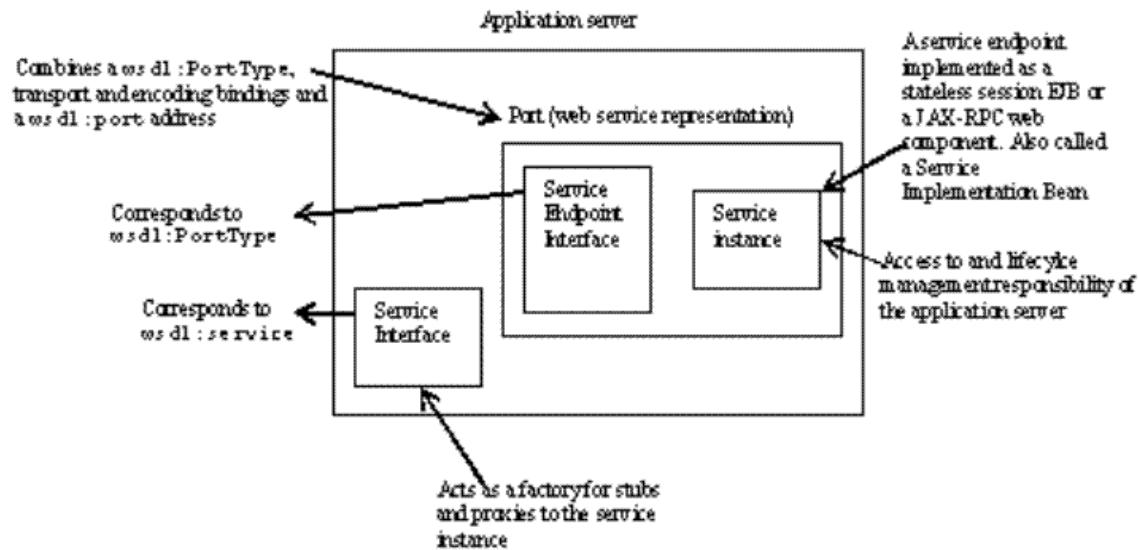 Application server
Combines a wsdl:PortType,
transport and encoding bindings and
a wsdl:port address
A service endpoint
implemented as a
stateless session EJB or
a JAX-RPC web
component. Also called
a Service
Implementation Bean
Port (web service representation)
Service
Endpoint
Interface
Service
instance
Corresponds to
wsdl:PortType
Access to and lifecylce
management responsibility of
the application server
Corresponds to
wsdl:service
Service
Interface
Acts as a factory for stubs
and proxies to the service
instance